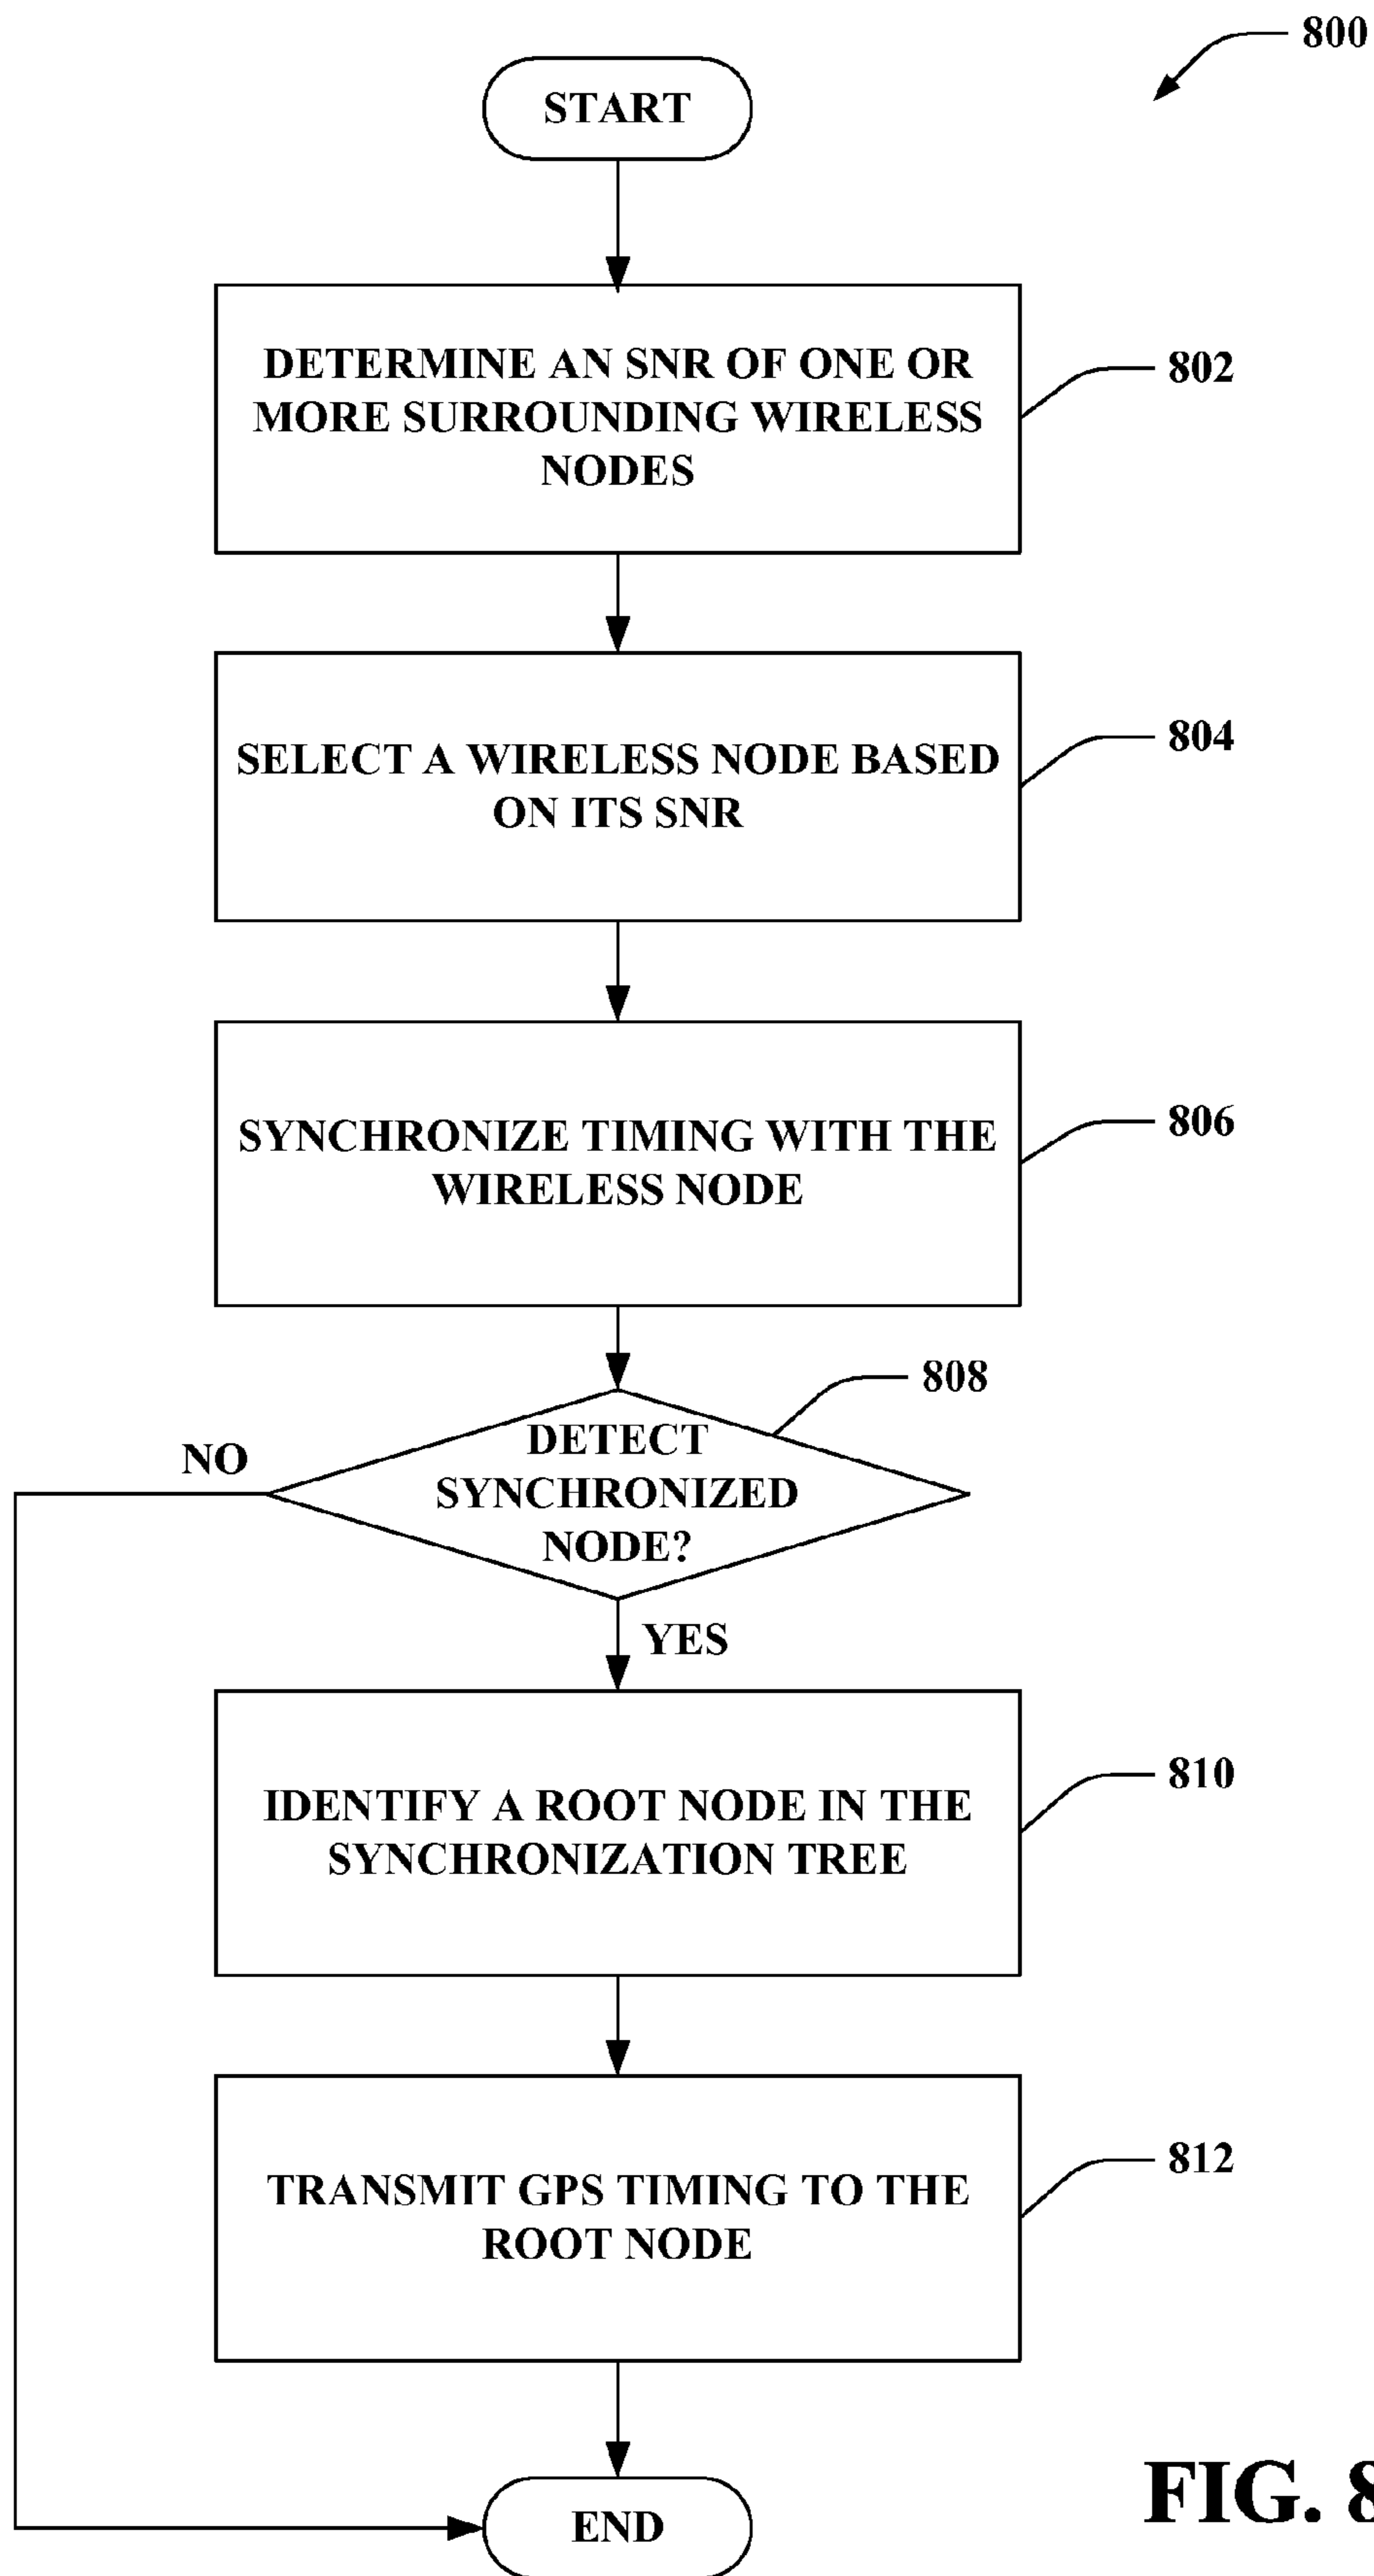 800
START
DETERMINE AN SNR OF ONE OR
MORE SURROUNDING WIRELESS
NODES
802
SELECT A WIRELESS NODE BASED
ON ITS SNR
804
SYNCHRONIZE TIMING WITH THE
WIRELESS NODE
806
808
DETECT
SYNCHRONIZED
NODE?
NO
YES
IDENTIFY A ROOT NODE IN THE
SYNCHRONIZATION TREE
810
TRANSMIT GPS TIMING TO THE
ROOT NODE
812
END
FIG. 8